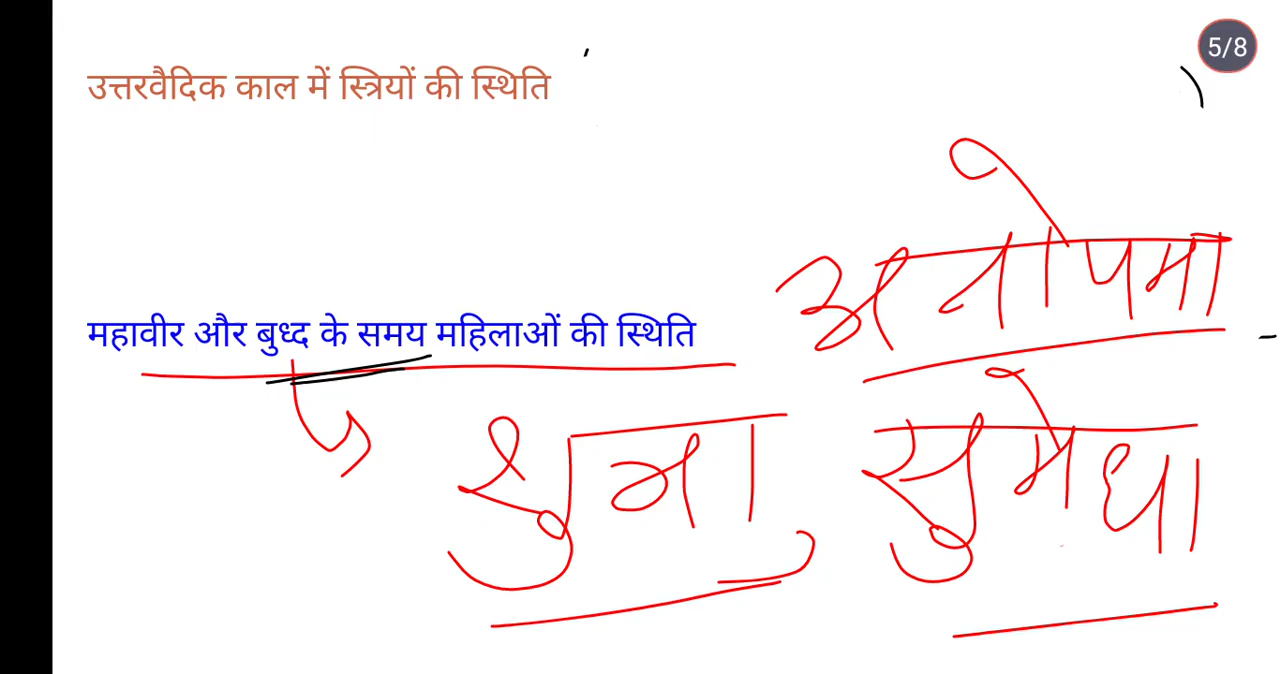 5/8
उत्तरवैदिक काल में स्त्रियों की स्थिति
अनोपमा
महावीर और बुध्द के समय महिलाओं की स्थिति
शुभा, सुमेधा